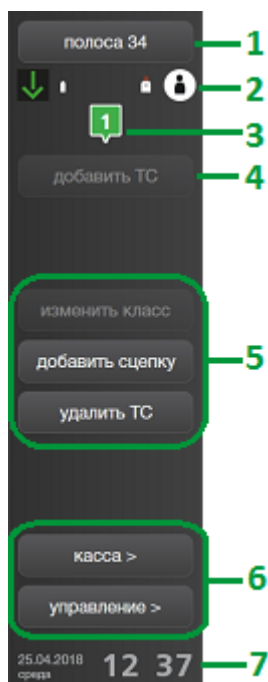 полоса 34
1
2
1
3
добавить ТС
4
изменить класс
добавить сцепку
5
удалить ТС
касса >
6
управление >
25.04.2018
среда
12 37
7